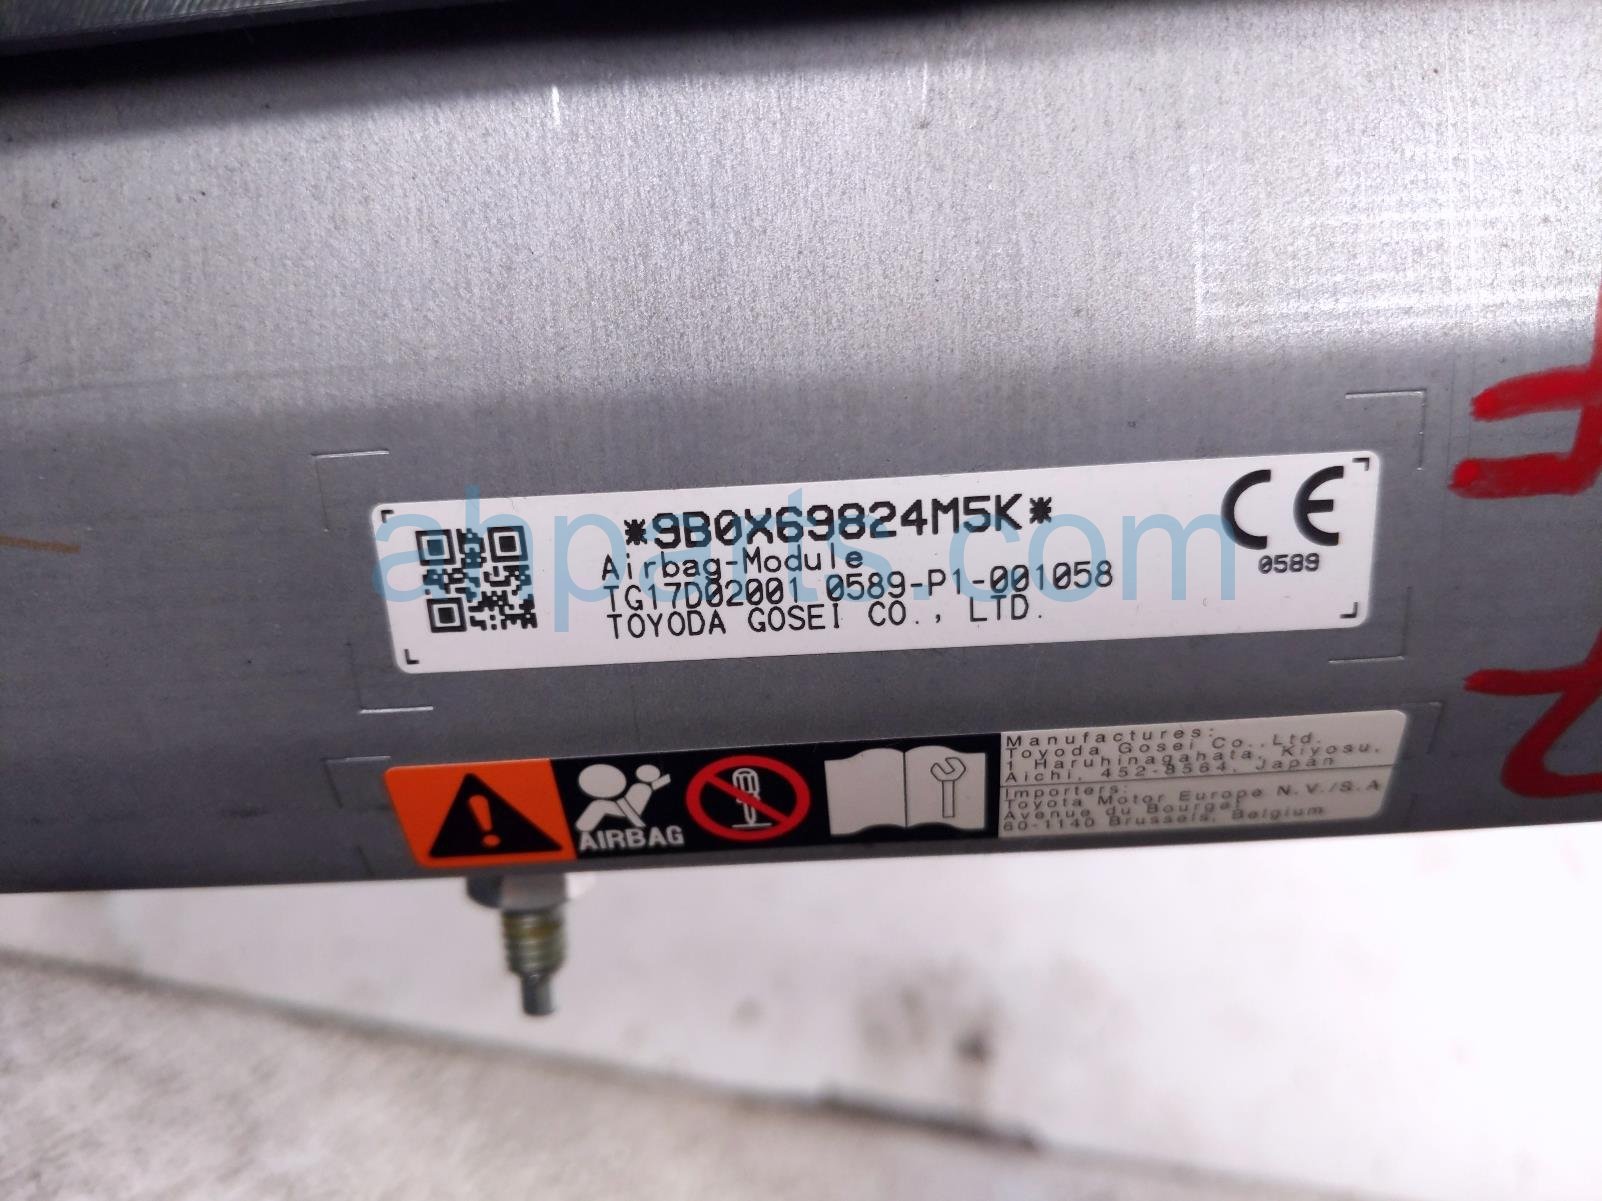 *9B0X69824M5K*
Airbag-Module
TG17D02001 0589-P1-001058
TOYODA GOSEI CO., LTD.
CE
0589
ahparts.com
AIRBAG
Manufactures:
Toyoda Gosei Co.,Ltd.
1 Haruhinagahata, Kiyosu,
Aichi, 452-8564, Japan
Importers:
Toyota Motor Europe N.V./S.A
Avenue du Bourget
60-1140 Brussels, Belgium